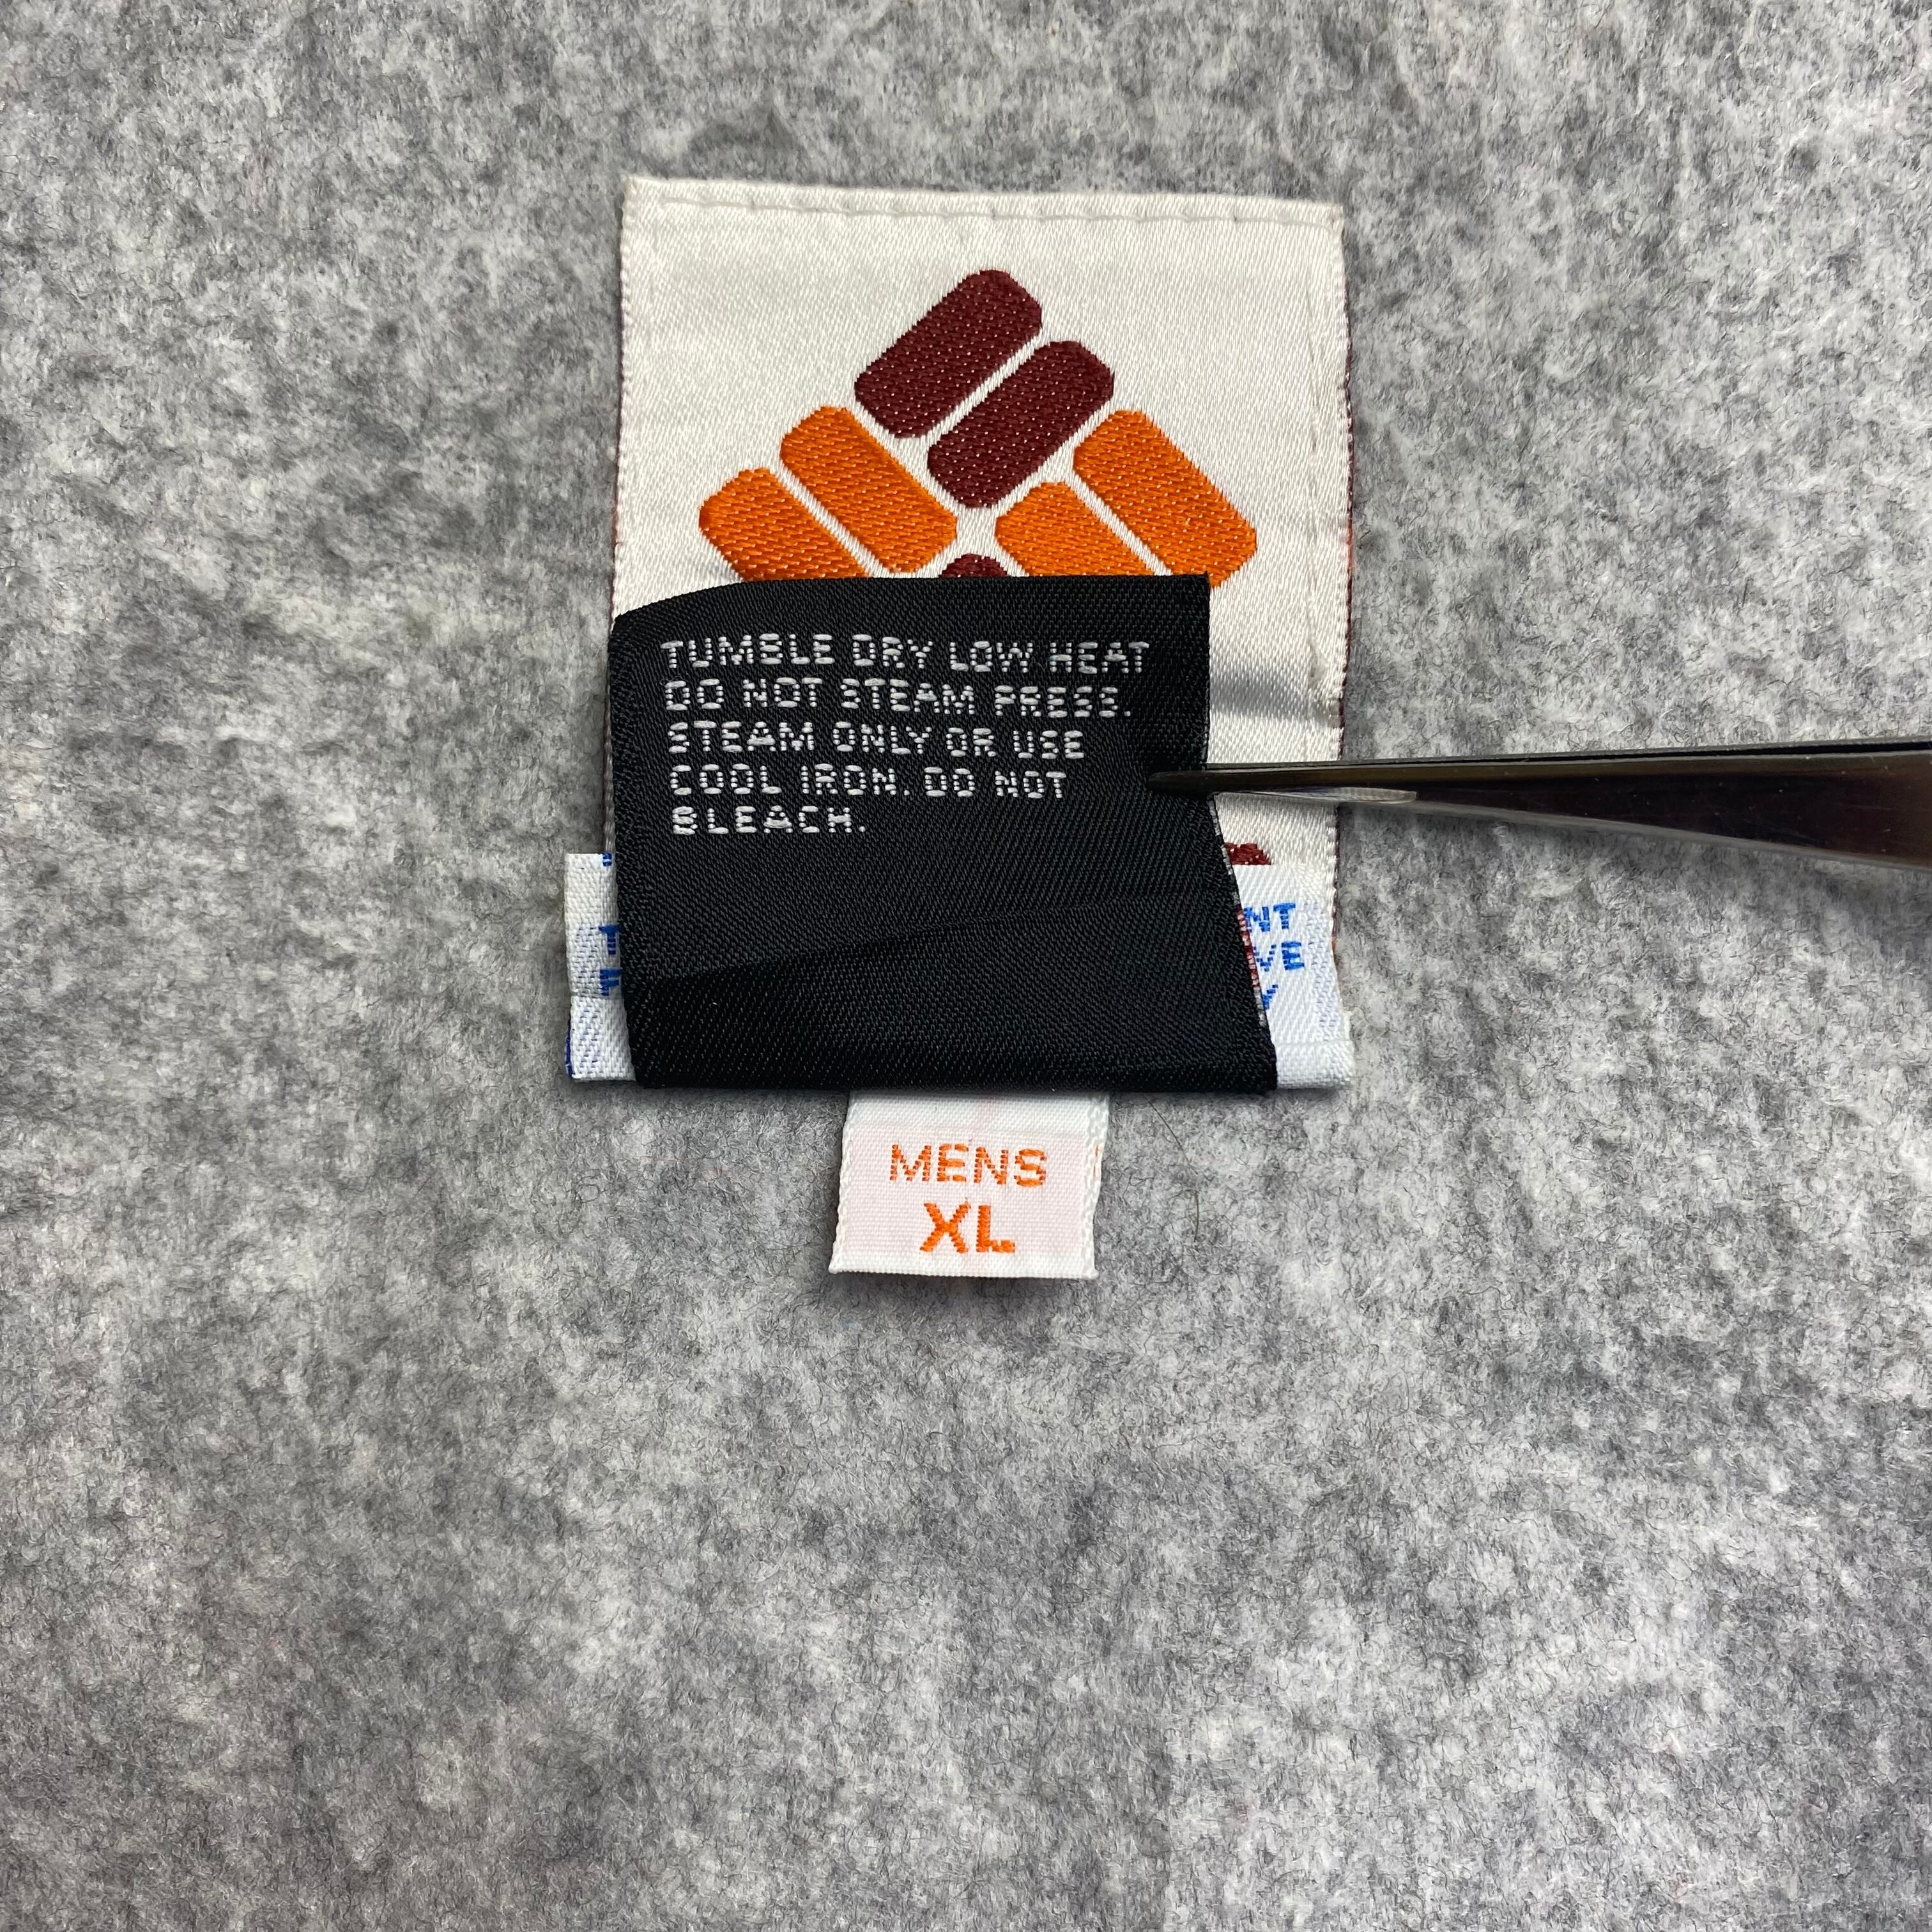 TUMBLE DRY LOW HEAT
DO NOT STEAM PRESS.
STEAM ONLY OR USE
COOL IRON. DO NOT
BLEACH.
MENS
XL